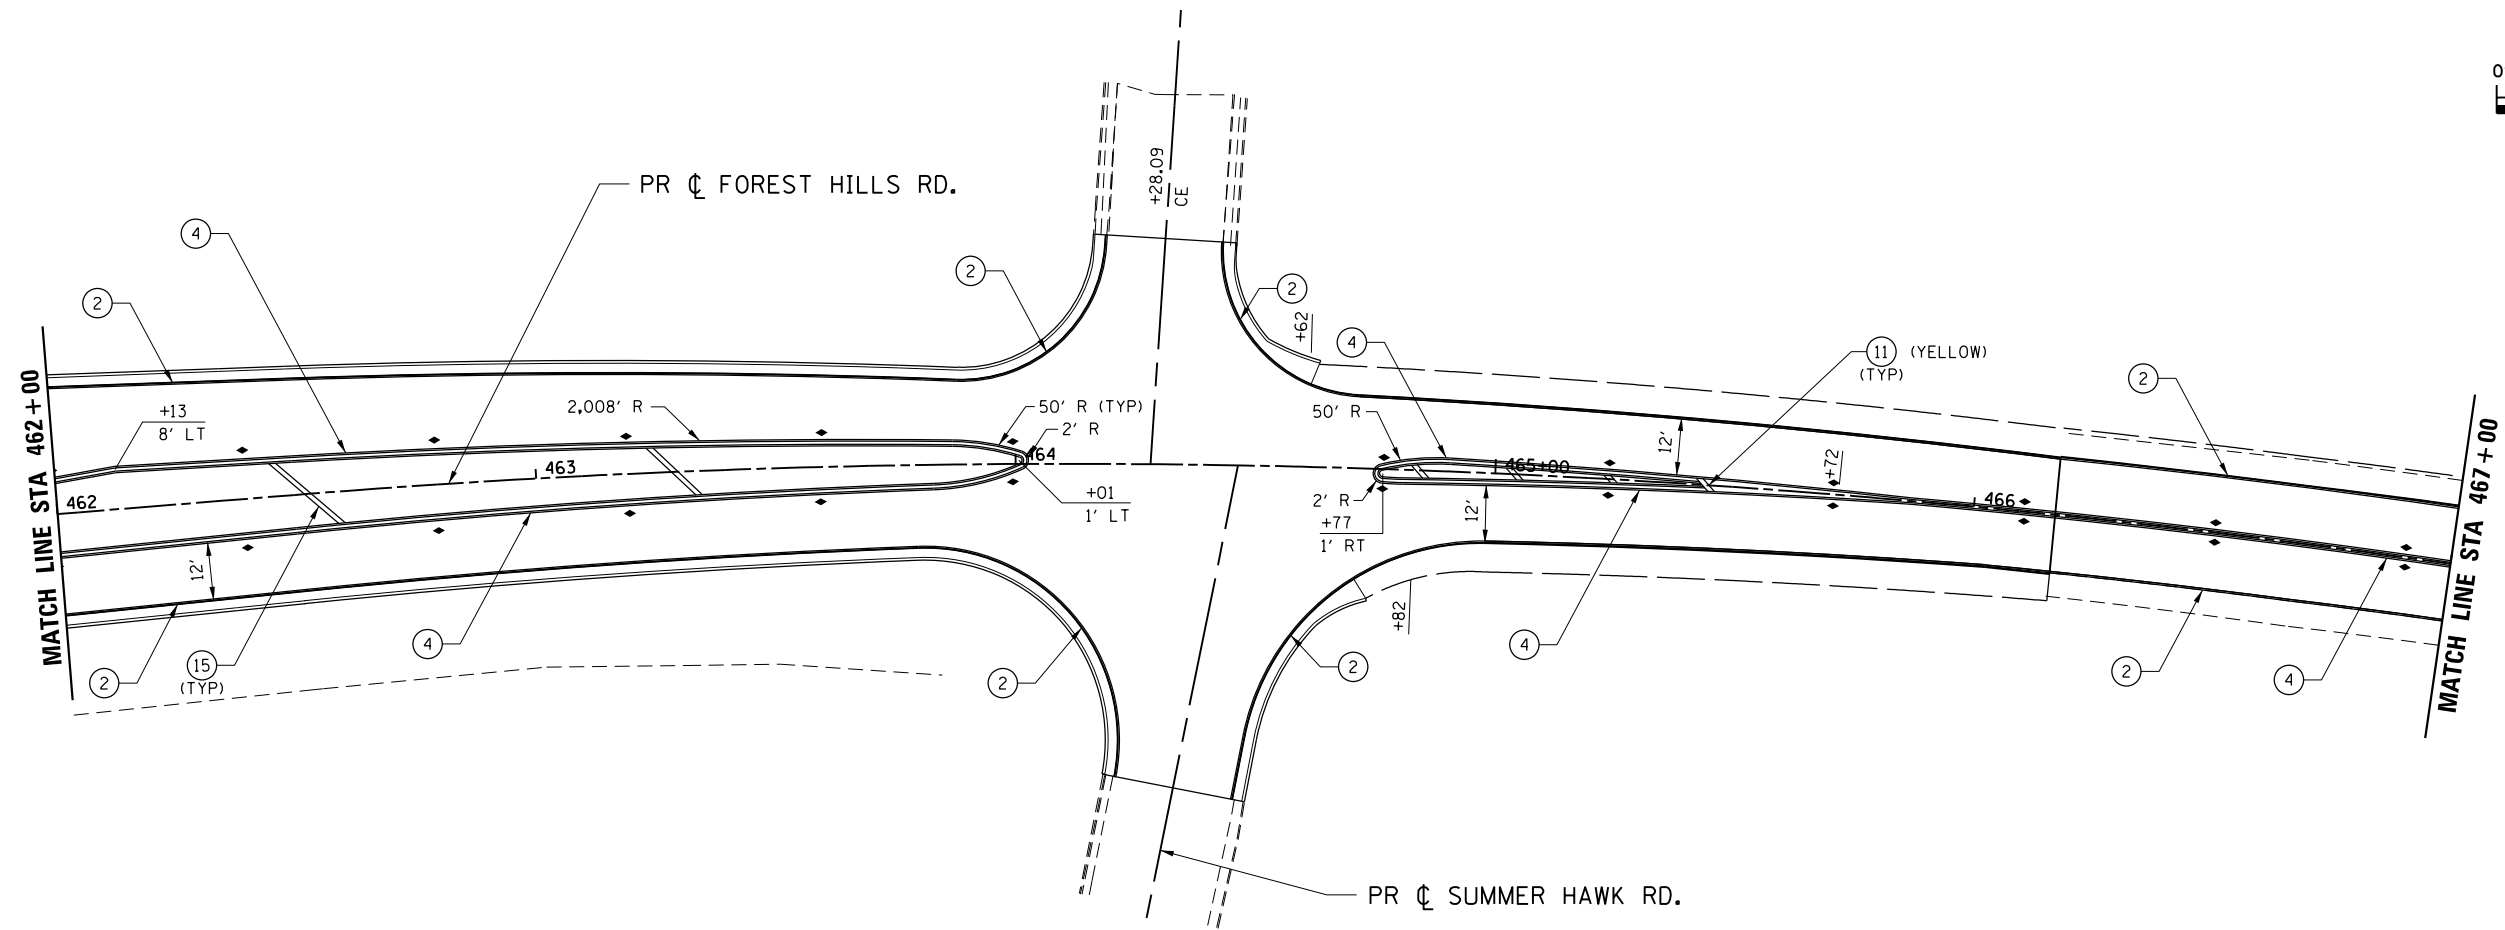 0
+28.09
CE
PR ℄ FOREST HILLS RD.
4
2
2
2
+62
4
11 (YELLOW)
(TYP)
2
MATCH LINE STA 462+00
+13
8' LT
2,008' R
50' R (TYP)
2' R
50' R
12'
+72
MATCH LINE STA 467+00
462
463
464
465+00
466
+01
1' LT
2' R
+77
1' RT
12'
12'
15
(TYP)
2
4
2
2
+82
4
2
4
PR ℄ SUMMER HAWK RD.